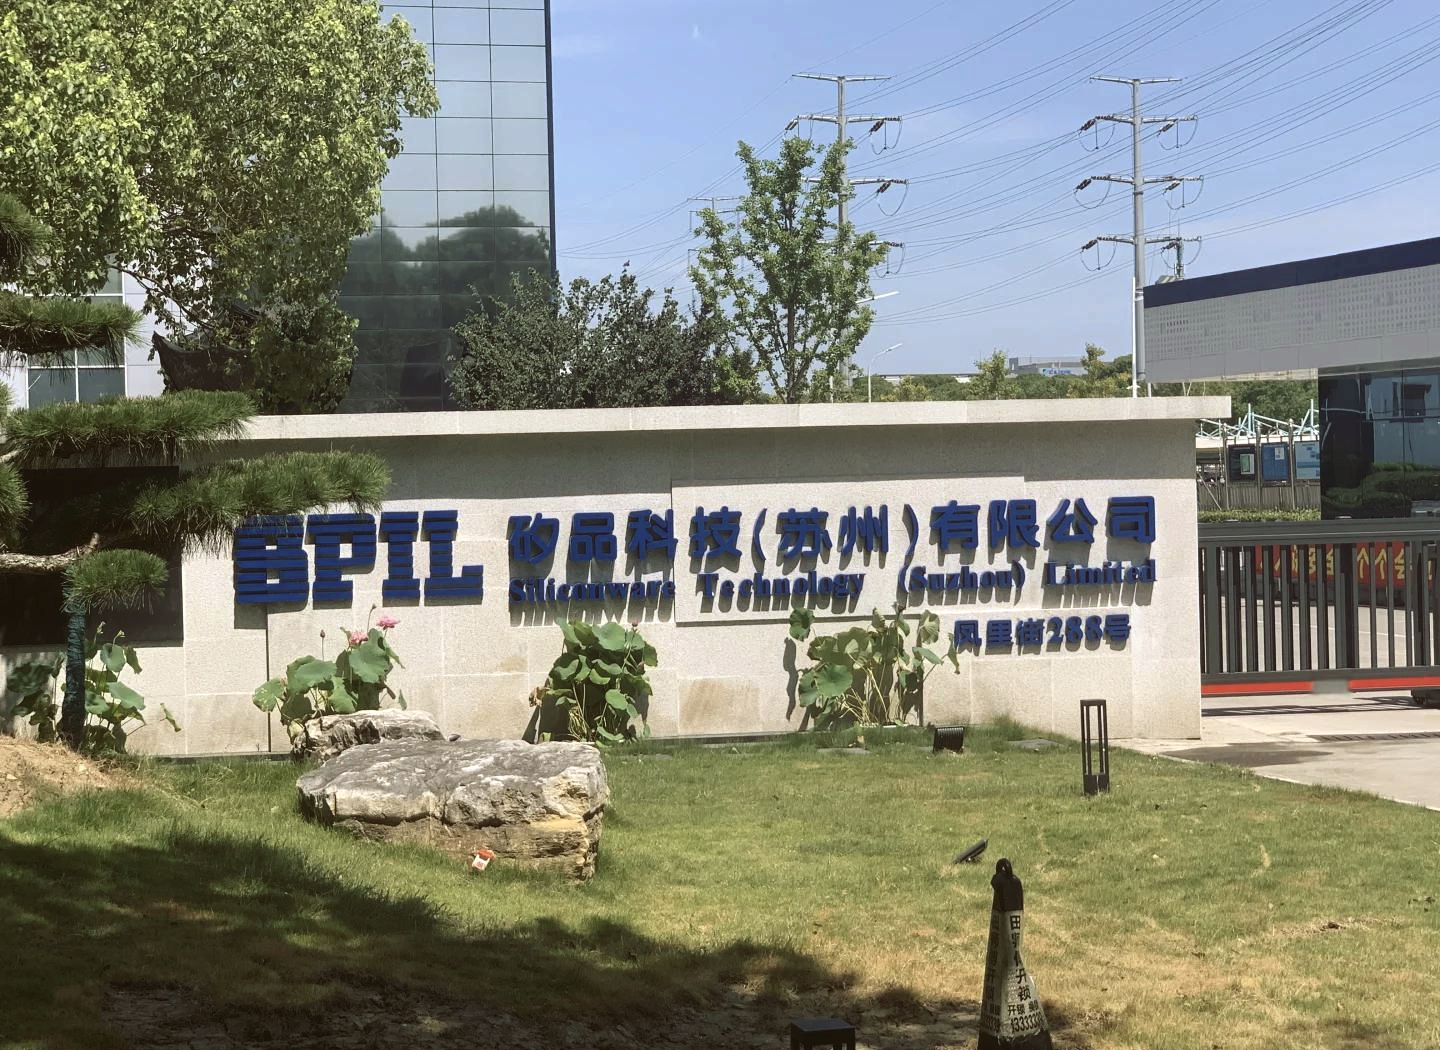 SPIL
矽品科技(苏州)有限公司
Siliconware Technology (Suzhou) Limited
凤里街288号